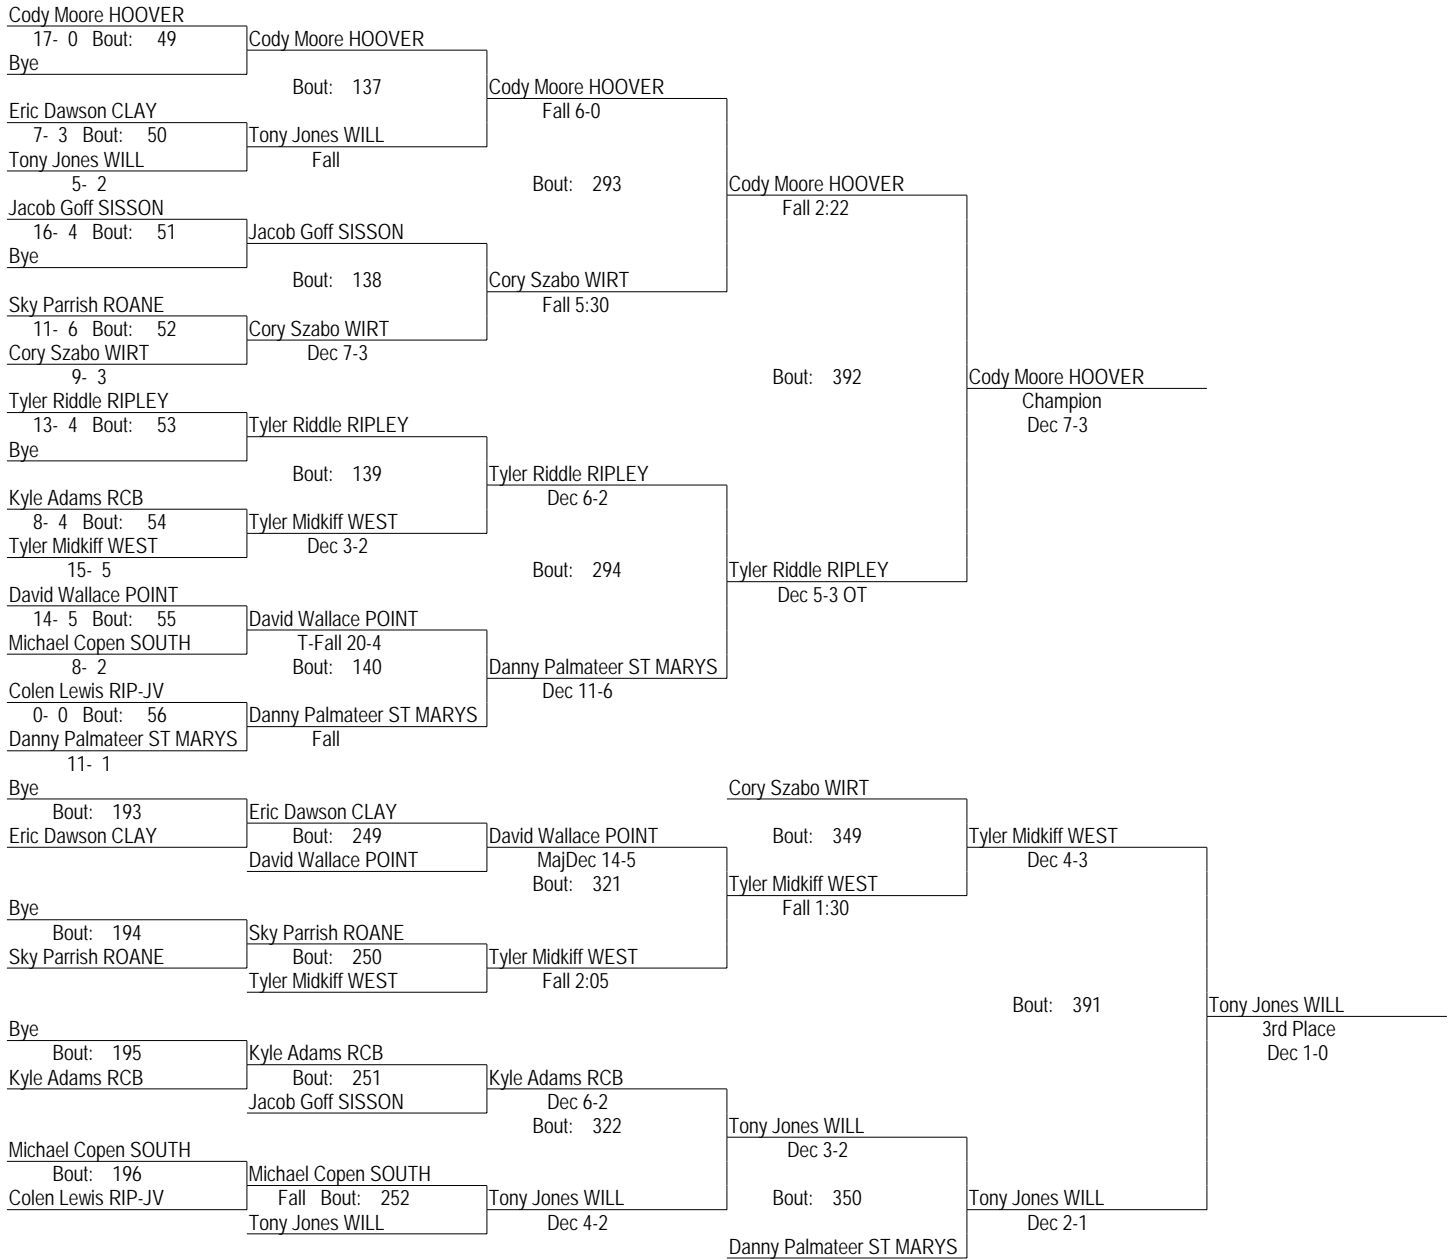 Cody Moore HOOVER
17- 0 Bout: 49
Cody Moore HOOVER
Bye
Bout: 137
Cody Moore HOOVER
Eric Dawson CLAY
Fall 6-0
7- 3 Bout: 50
Tony Jones WILL
Tony Jones WILL
Fall
5- 2
Bout: 293
Cody Moore HOOVER
Jacob Goff SISSON
Fall 2:22
16- 4 Bout: 51
Jacob Goff SISSON
Bye
Bout: 138
Cory Szabo WIRT
Sky Parrish ROANE
Fall 5:30
11- 6 Bout: 52
Cory Szabo WIRT
Cory Szabo WIRT
Dec 7-3
9- 3
Bout: 392
Cody Moore HOOVER
Tyler Riddle RIPLEY
Champion
13- 4 Bout: 53
Tyler Riddle RIPLEY
Dec 7-3
Bye
Bout: 139
Tyler Riddle RIPLEY
Kyle Adams RCB
Dec 6-2
8- 4 Bout: 54
Tyler Midkiff WEST
Tyler Midkiff WEST
Dec 3-2
15- 5
Bout: 294
Tyler Riddle RIPLEY
David Wallace POINT
Dec 5-3 OT
14- 5 Bout: 55
David Wallace POINT
Michael Copen SOUTH
T-Fall 20-4
8- 2
Bout: 140
Danny Palmateer ST MARYS
Colen Lewis RIP-JV
Dec 11-6
0- 0 Bout: 56
Danny Palmateer ST MARYS
Danny Palmateer ST MARYS
Fall
11- 1
Bye
Cory Szabo WIRT
Bout: 193
Eric Dawson CLAY
Eric Dawson CLAY
Bout: 249
David Wallace POINT
Bout: 349
Tyler Midkiff WEST
David Wallace POINT
MajDec 14-5
Dec 4-3
Bout: 321
Tyler Midkiff WEST
Bye
Fall 1:30
Bout: 194
Sky Parrish ROANE
Sky Parrish ROANE
Bout: 250
Tyler Midkiff WEST
Tyler Midkiff WEST
Fall 2:05
Bout: 391
Tony Jones WILL
Bye
3rd Place
Bout: 195
Kyle Adams RCB
Dec 1-0
Kyle Adams RCB
Bout: 251
Kyle Adams RCB
Jacob Goff SISSON
Dec 6-2
Bout: 322
Tony Jones WILL
Michael Copen SOUTH
Dec 3-2
Bout: 196
Michael Copen SOUTH
Colen Lewis RIP-JV
Fall Bout: 252
Tony Jones WILL
Bout: 350
Tony Jones WILL
Tony Jones WILL
Dec 4-2
Dec 2-1
Danny Palmateer ST MARYS